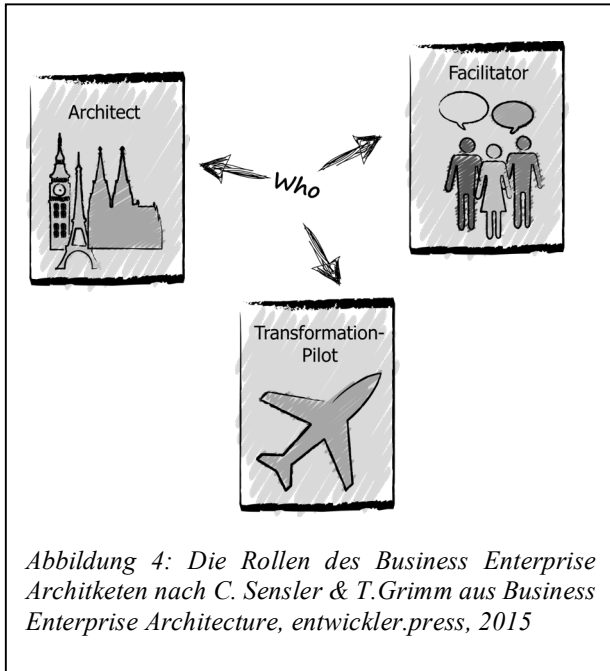 Architect
Facilitator
Who
Transformation-
Pilot
Abbildung 4: Die Rollen des Business Enterprise
Architketen nach C. Sensler & T.Grimm aus Business
Enterprise Architecture, entwickler.press, 2015